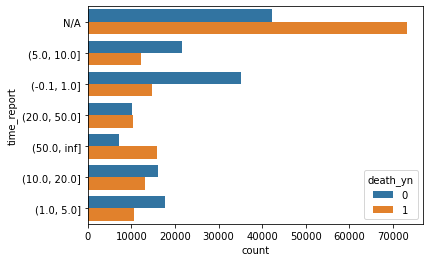 N/A
(5.0, 10.0]
(-0.1, 1.0]
(20.0, 50.0]
(50.0, inf]
(10.0, 20.0]
(1.0, 5.0]
time_report
death_yn
0
1
0 10000 20000 30000 40000 50000 60000 70000
count